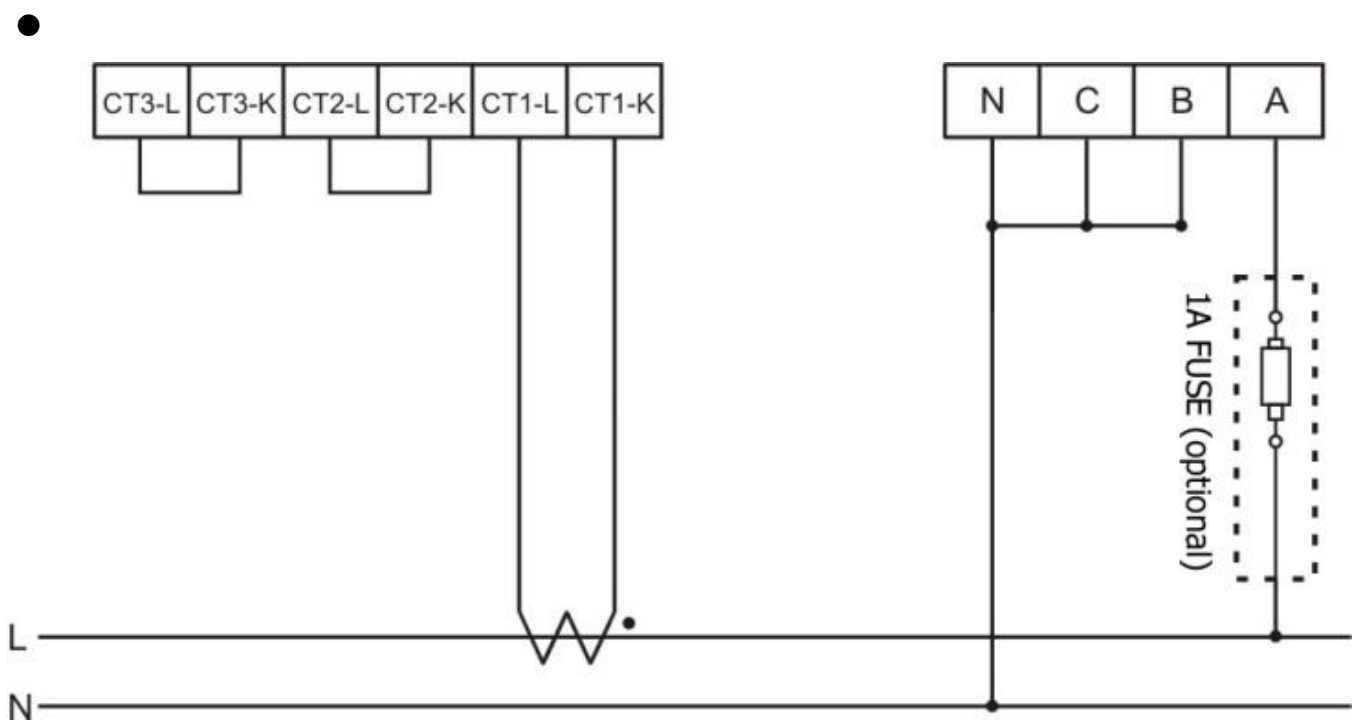 CT3-L CT3-K CT2-L CT2-K CT1-L CT1-K
N C B A
1A FUSE (optional)
L
N